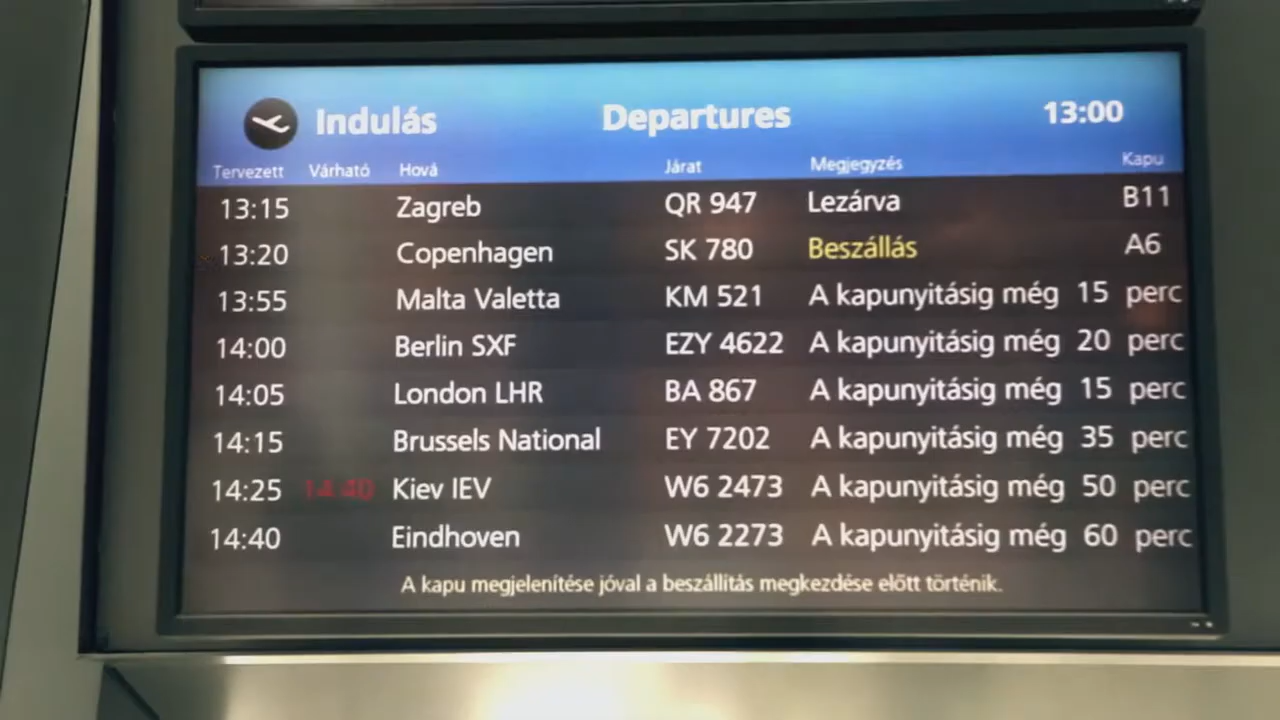 Indulás Departures 13:00
Tervezett Várható Hová Járat Megjegyzés Kapu
13:15 Zagreb QR 947 Lezárva B11
13:20 Copenhagen SK 780 Beszállás A6
13:55 Malta Valetta KM 521 A kapunyitásig még 15 perc
14:00 Berlin SXF EZY 4622 A kapunyitásig még 20 perc
14:05 London LHR BA 867 A kapunyitásig még 15 perc
14:15 Brussels National EY 7202 A kapunyitásig még 35 perc
14:25 14:40 Kiev IEV W6 2473 A kapunyitásig még 50 perc
14:40 Eindhoven W6 2273 A kapunyitásig még 60 perc
A kapu megjelenítése jóval a beszállítás megkezdése előtt történik.